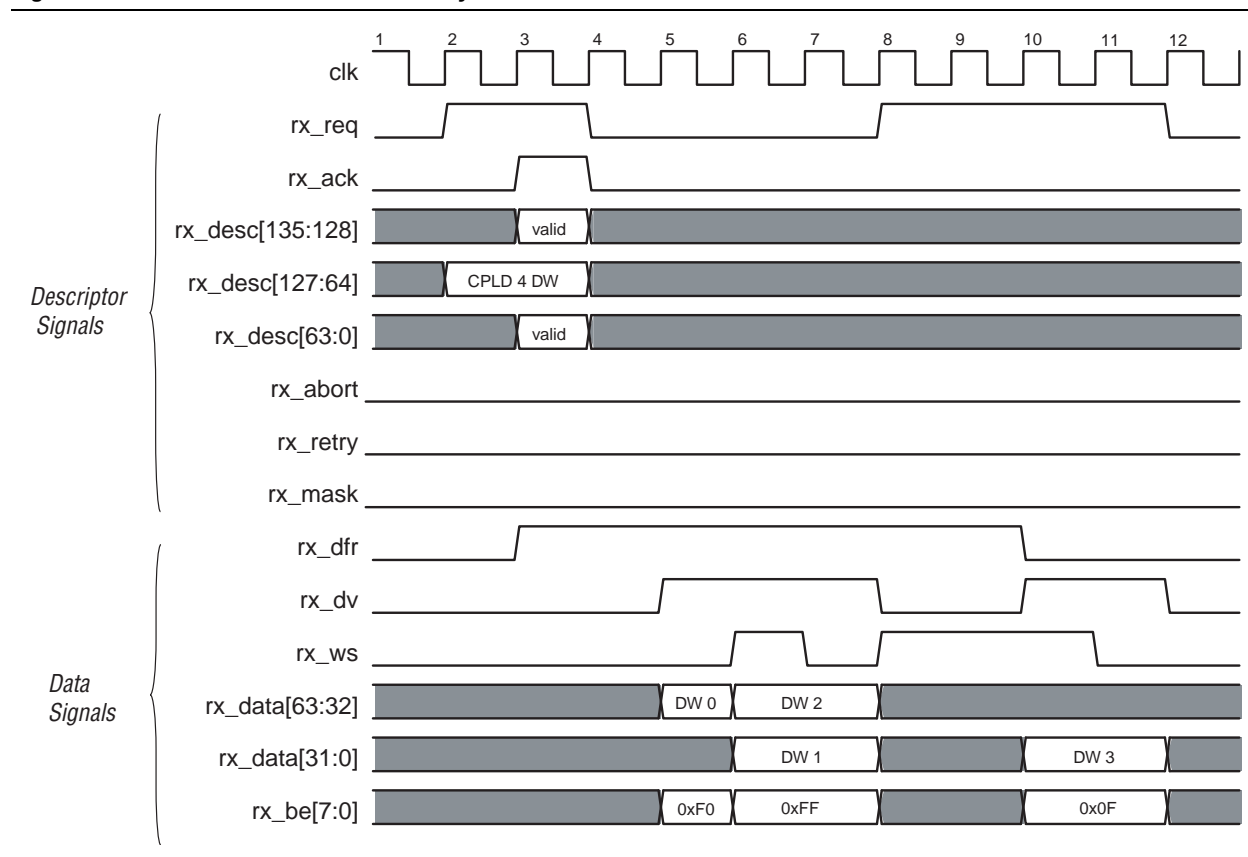 1 2 3 4 5 6 7 8 9 10 11 12
clk
rx_req
rx_ack
rx_desc[135:128] valid
rx_desc[127:64] CPLD 4 DW
Descriptor
Signals
rx_desc[63:0] valid
rx_abort
rx_retry
rx_mask
rx_dfr
rx_dv
rx_ws
Data
Signals
rx_data[63:32] DW 0 DW 2
rx_data[31:0] DW 1 DW 3
rx_be[7:0] 0xF0 0xFF 0x0F